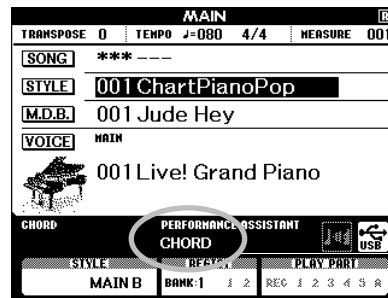 MAIN
TRANSPOSE 0 TEMPO ♩=080 4/4 MEASURE 001
SONG *** ---
STYLE 001 ChartPianoPop
M.D.B. 001 Jude Hey
VOICE MAIN
001 Live! Grand Piano
CHORD PERFORMANCE ASSISTANT
CHORD USB
STYLE REGIST PLAY PART
MAIN B BANK:1 1 2 REC 1 2 3 4 5 A